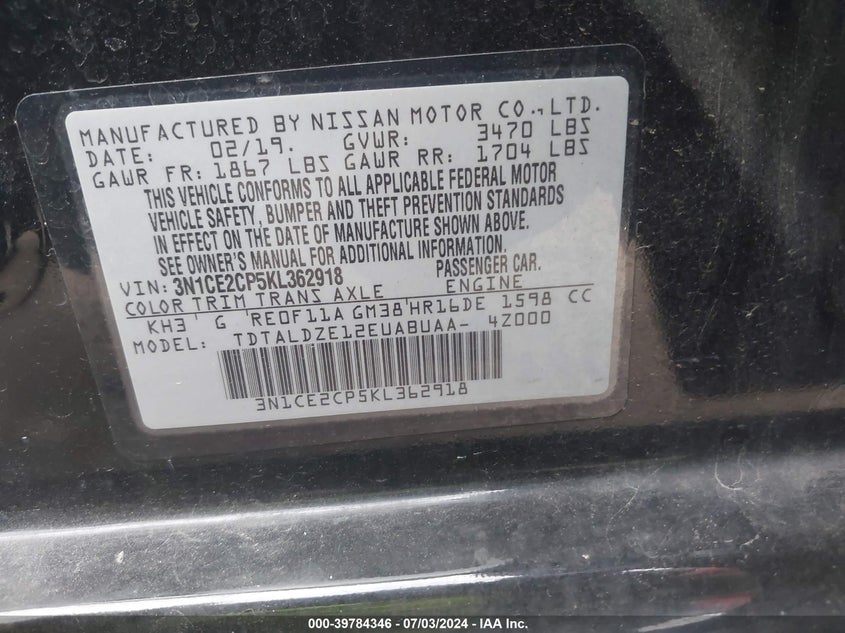 MANUFACTURED BY NISSAN MOTOR CO., LTD.
DATE: 02/19. GVWR: 3470 LBS
GAWR FR: 1867 LBS GAWR RR: 1704 LBS
THIS VEHICLE CONFORMS TO ALL APPLICABLE FEDERAL MOTOR
VEHICLE SAFETY, BUMPER AND THEFT PREVENTION STANDARDS
IN EFFECT ON THE DATE OF MANUFACTURE SHOWN ABOVE.
SEE OWNER'S MANUAL FOR ADDITIONAL INFORMATION.
VIN: 3N1CE2CP5KL362918 PASSENGER CAR.
COLOR TRIM TRANS AXLE ENGINE
KH3 G RE0F11A GM38 HR16DE 1598 CC
MODEL: TDTALDZE12EUABUAA- 4Z000
3N1CE2CP5KL362918
000-39784346 - 07/03/2024 - IAA Inc.